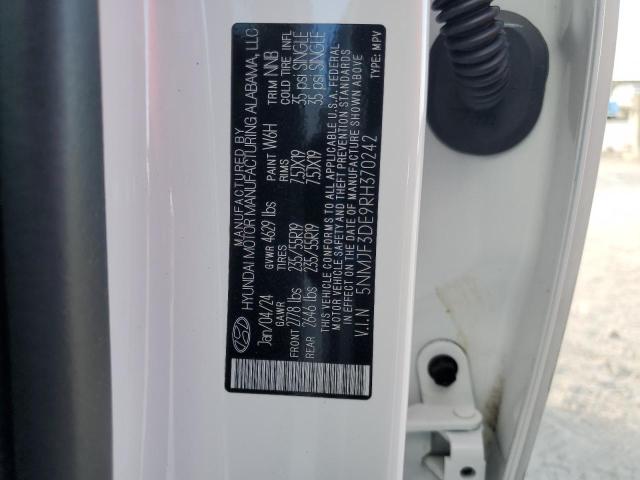 MANUFACTURED BY
HYUNDAI MOTOR MANUFACTURING ALABAMA, LLC
Jan/04/24 GVWR 4629 lbs PAINT W6H TRIM NNB
GAWR TIRES RIMS COLD TIRE INFL
FRONT 2778 lbs 235/55R19 7.5JX19 35 psi SINGLE
REAR 2646 lbs 235/55R19 7.5JX19 35 psi SINGLE
THIS VEHICLE CONFORMS TO ALL APPLICABLE U.S.A. FEDERAL
MOTOR VEHICLE SAFETY AND THEFT PREVENTION STANDARDS
IN EFFECT ON THE DATE OF MANUFACTURE SHOWN ABOVE
V.I.N 5NMJF3DE9RH370242 TYPE: MPV